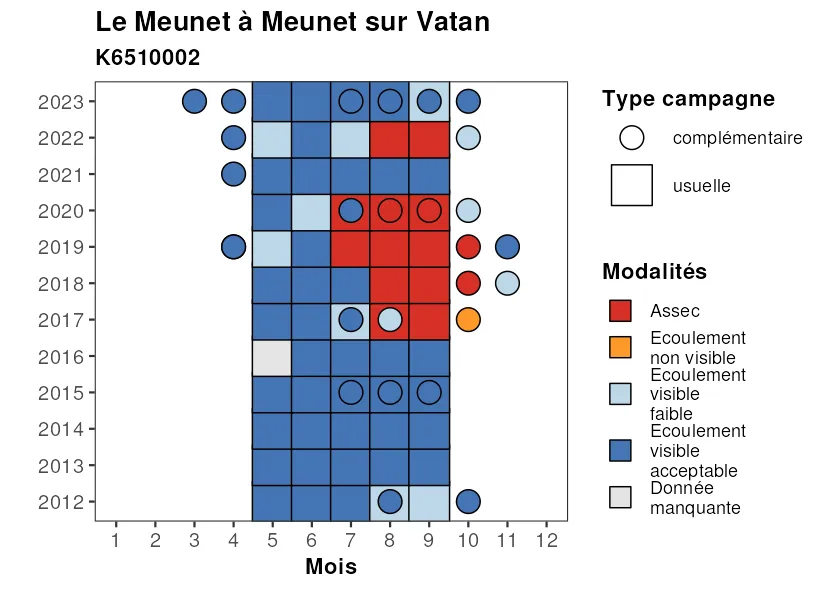 Le Meunet à Meunet sur Vatan
K6510002
2023
2022
2021
2020
2019
2018
2017
2016
2015
2014
2013
2012
1 2 3 4 5 6 7 8 9 10 11 12
Mois
Type campagne
complémentaire
usuelle
Modalités
Assec
Ecoulement
non visible
Ecoulement
visible
faible
Ecoulement
visible
acceptable
Donnée
manquante